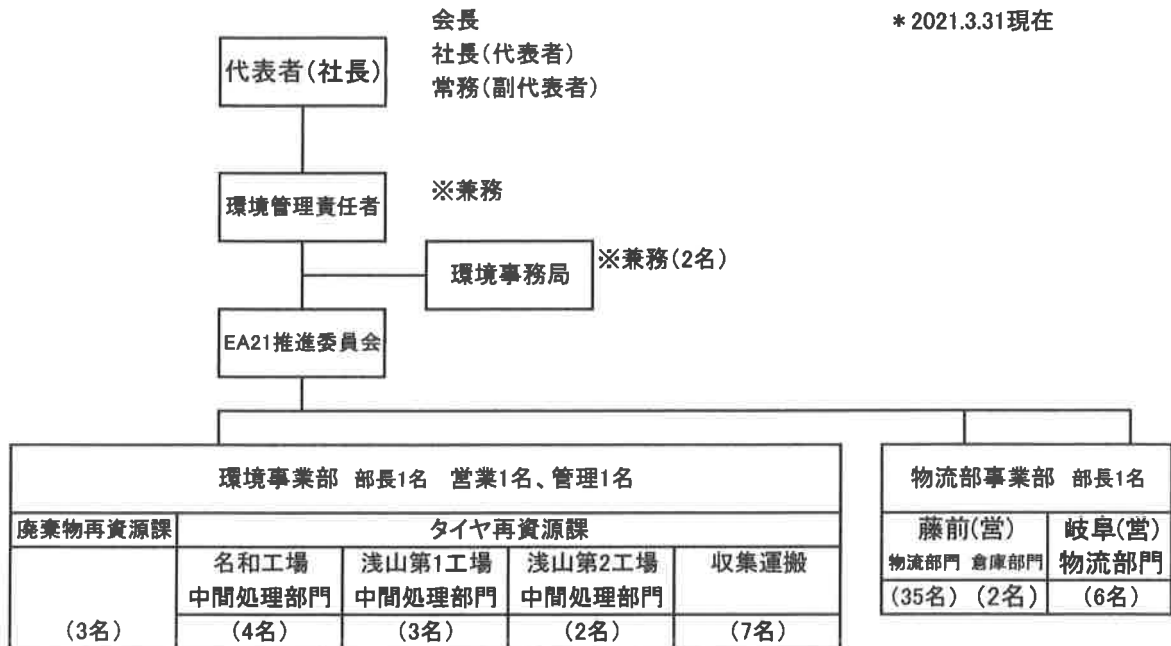 会長
*2021.3.31現在
社長(代表者)
代表者(社長)
常務(副代表者)
環境管理責任者
※兼務
環境事務局
※兼務(2名)
EA21推進委員会
環境事業部 部長1名 営業1名、管理1名
物流部事業部 部長1名
廃棄物再資源課
タイヤ再資源課
藤前(営)
岐阜(営)
名和工場
浅山第1工場
浅山第2工場
収集運搬
物流部門 倉庫部門
物流部門
中間処理部門
中間処理部門
中間処理部門
(35名) (2名)
(6名)
(3名)
(4名)
(3名)
(2名)
(7名)